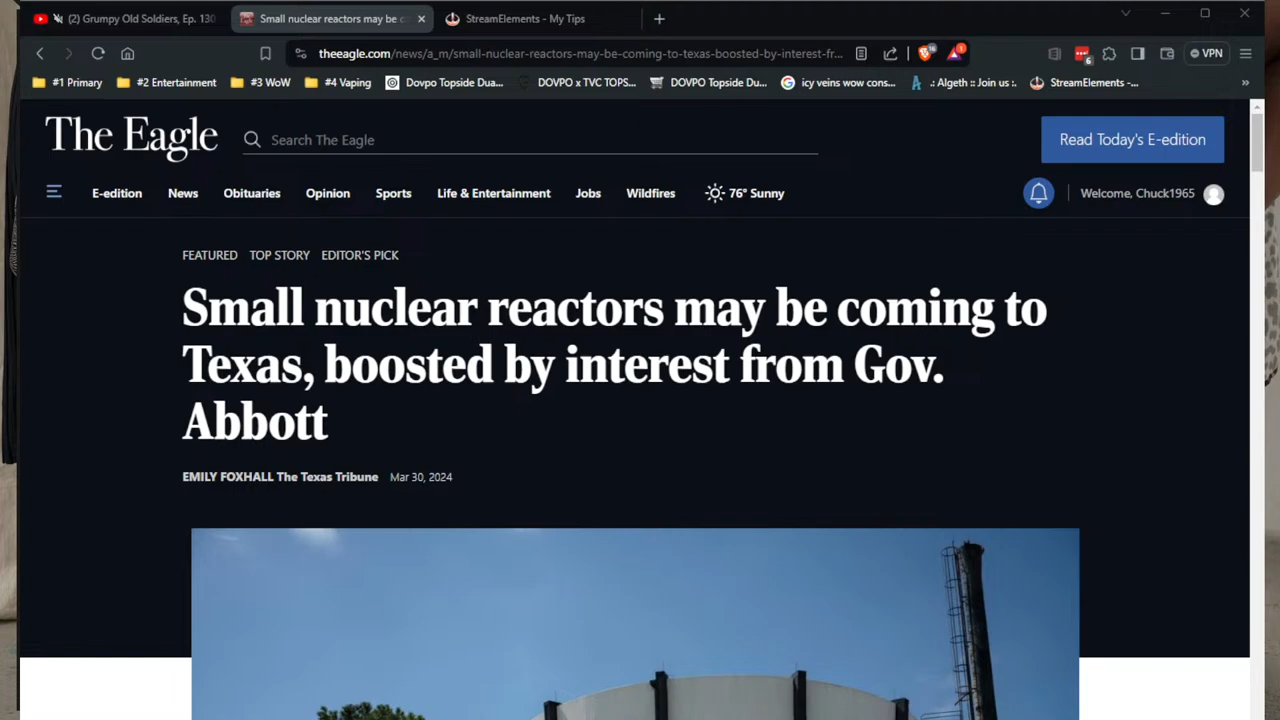 (2) Grumpy Old Soldiers, Ep. 130
Small nuclear reactors may be c
StreamElements - My Tips
theeagle.com/news/a_m/small-nuclear-reactors-may-be-coming-to-texas-boosted-by-interest-fr...
VPN
#1 Primary
#2 Entertainment
#3 WoW
#4 Vaping
Dovpo Topside Dua...
DOVPO x TVC TOPS...
DOVPO Topside Du...
icy veins wow cons...
.: Algeth :: Join us :.
StreamElements -...
The Eagle
Search The Eagle
Read Today's E-edition
E-edition
News
Obituaries
Opinion
Sports
Life & Entertainment
Jobs
Wildfires
76° Sunny
Welcome, Chuck1965
FEATURED TOP STORY EDITOR'S PICK
Small nuclear reactors may be coming to
Texas, boosted by interest from Gov.
Abbott
EMILY FOXHALL The Texas Tribune Mar 30, 2024